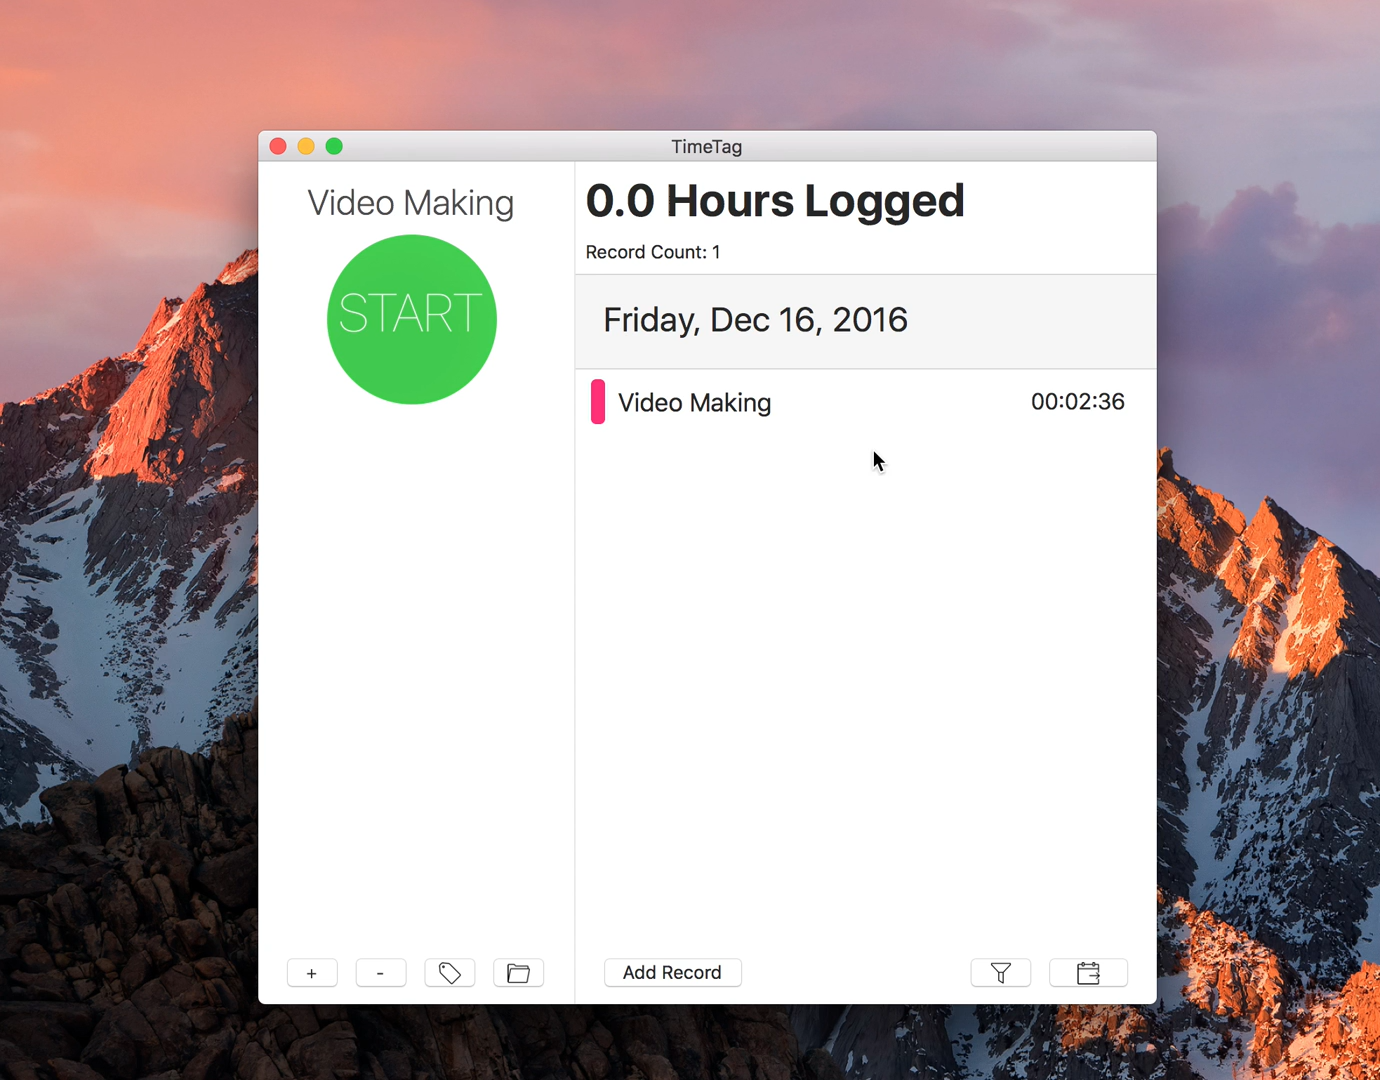 TimeTag
Video Making
START
0.0 Hours Logged
Record Count: 1
Friday, Dec 16, 2016
Video Making 00:02:36
+ - Add Record